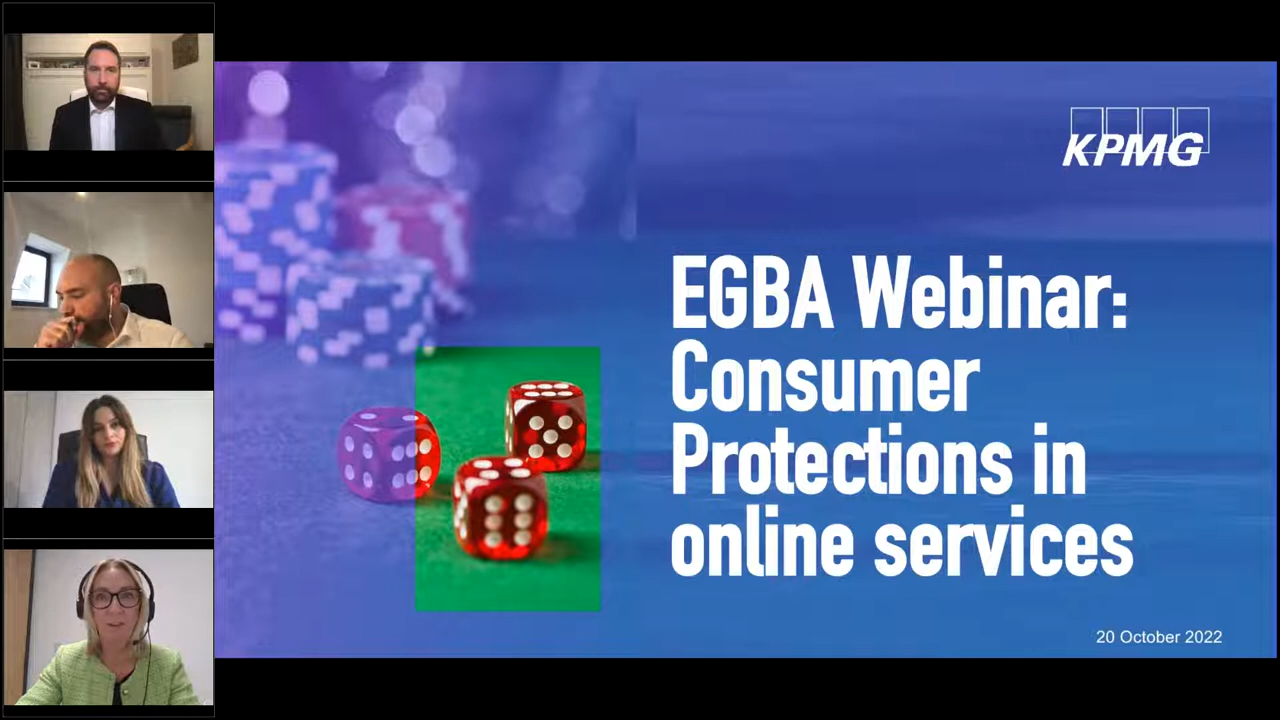 KPMG
EGBA Webinar:
Consumer
Protections in
online services
20 October 2022